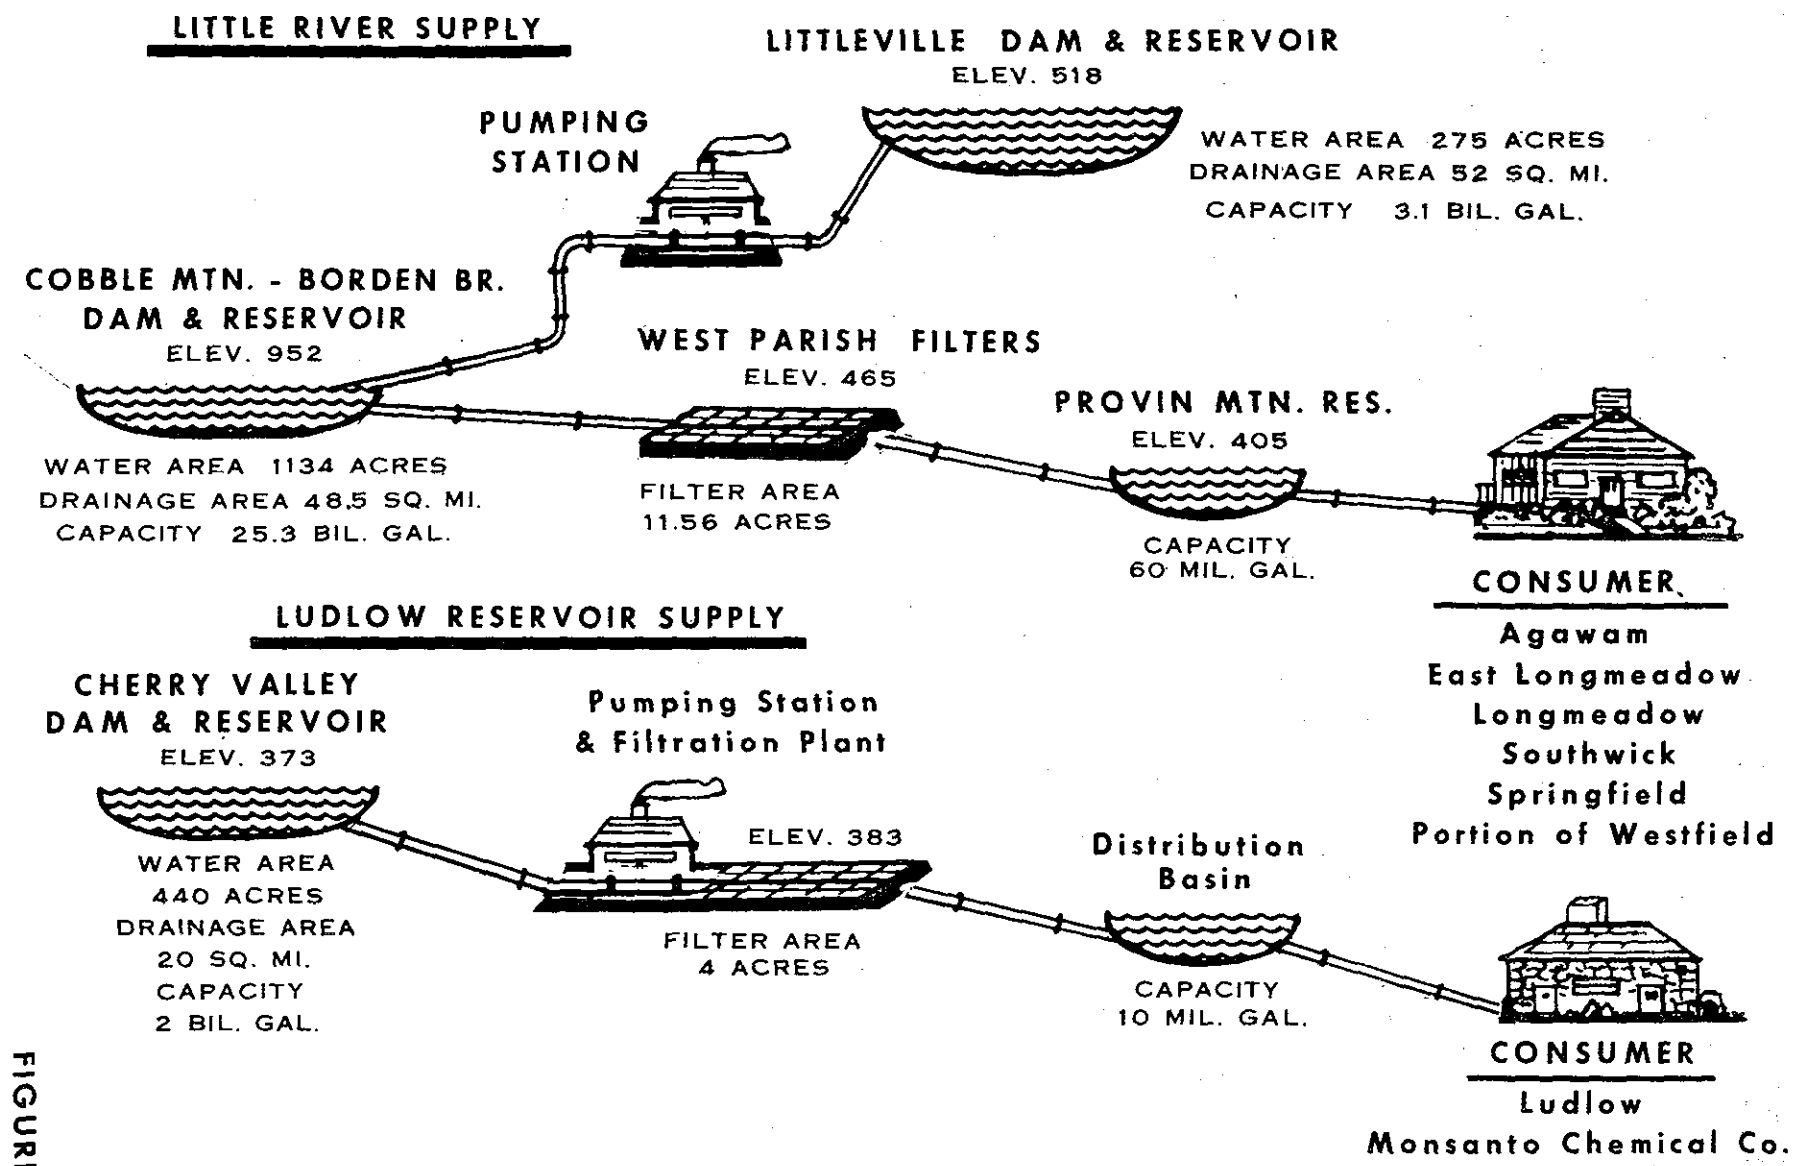 LITTLE RIVER SUPPLY
LITTLEVILLE DAM & RESERVOIR
ELEV. 518
WATER AREA 275 ACRES
DRAINAGE AREA 52 SQ. MI.
CAPACITY 3.1 BIL. GAL.
PUMPING
STATION
COBBLE MTN. - BORDEN BR.
DAM & RESERVOIR
ELEV. 952
WATER AREA 1134 ACRES
DRAINAGE AREA 48.5 SQ. MI.
CAPACITY 25.3 BIL. GAL.
WEST PARISH FILTERS
ELEV. 465
FILTER AREA
11.56 ACRES
PROVIN MTN. RES.
ELEV. 405
CAPACITY
60 MIL. GAL.
CONSUMER
Agawam
East Longmeadow
Longmeadow
Southwick
Springfield
Portion of Westfield
LUDLOW RESERVOIR SUPPLY
CHERRY VALLEY
DAM & RESERVOIR
ELEV. 373
WATER AREA
440 ACRES
DRAINAGE AREA
20 SQ. MI.
CAPACITY
2 BIL. GAL.
Pumping Station
& Filtration Plant
ELEV. 383
FILTER AREA
4 ACRES
Distribution
Basin
CAPACITY
10 MIL. GAL.
CONSUMER
Ludlow
Monsanto Chemical Co.